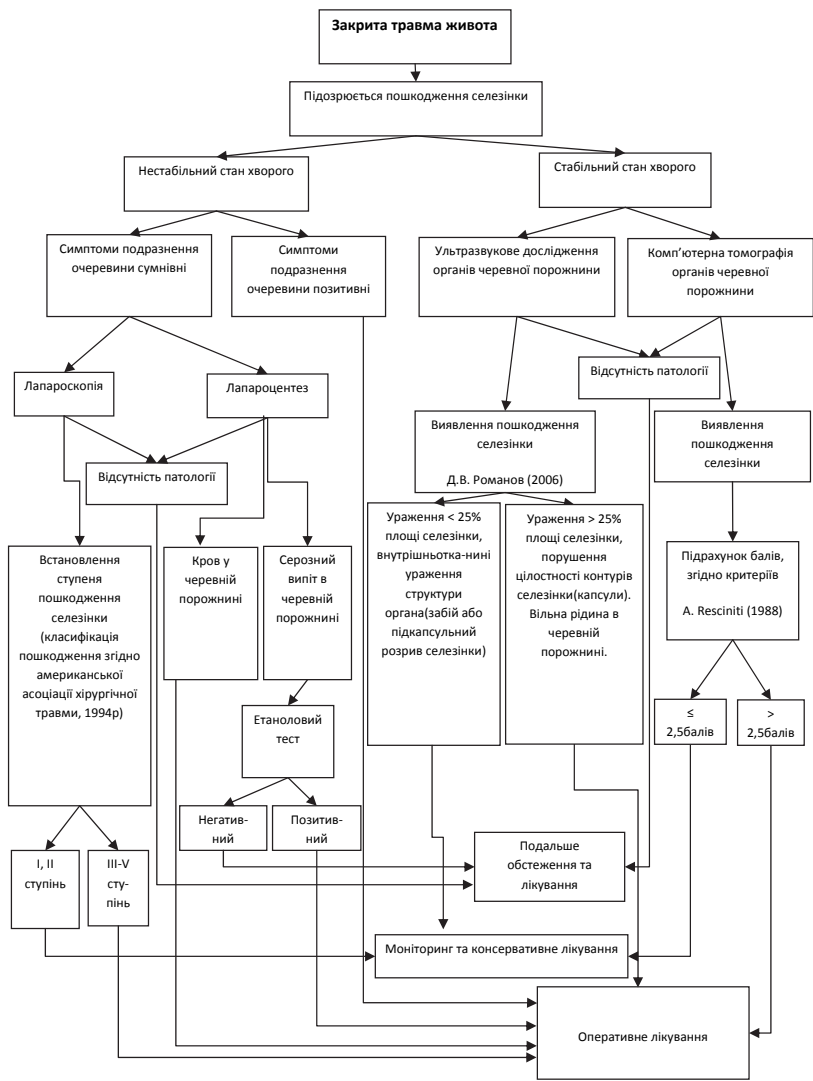 Закрита травма живота
Підозрюється пошкодження селезінки
Нестабільний стан хворого
Стабільний стан хворого
Симптоми подразнення
очеревини сумнівні
Симптоми
подразнення
очеревини позитивні
Ультразвукове дослідження
органів черевної порожнини
Комп’ютерна томографія
органів черевної
порожнини
Лапароскопія
Лапароцентез
Відсутність патології
Виявлення пошкодження
селезінки
Д.В. Романов (2006)
Виявлення
пошкодження
селезінки
Відсутність патології
Встановлення
ступеня
пошкодження
селезінки
(класифікація
пошкодження згідно
американської
асоціації хірургічної
травми, 1994р)
Кров у
черевній
порожнині
Серозний
випіт в
черевній
порожнині
Ураження < 25%
площі селезінки,
внутрішньотка-нині
ураження
структури
органа(забій або
підкапсульний
розрив селезінки)
Ураження > 25%
площі селезінки,
порушення
цілостності контурів
селезінки(капсули).
Вільна рідина в
черевній
порожнині.
Підрахунок балів,
згідно критеріїв
A. Resciniti (1988)
≤
2,5балів
>
2,5балів
Етаноловий
тест
Негатив-
ний
Позитив-
ний
I, II
ступінь
III-V
сту-
пінь
Подальше
обстеження та
лікування
Моніторинг та консервативне лікування
Оперативне лікування